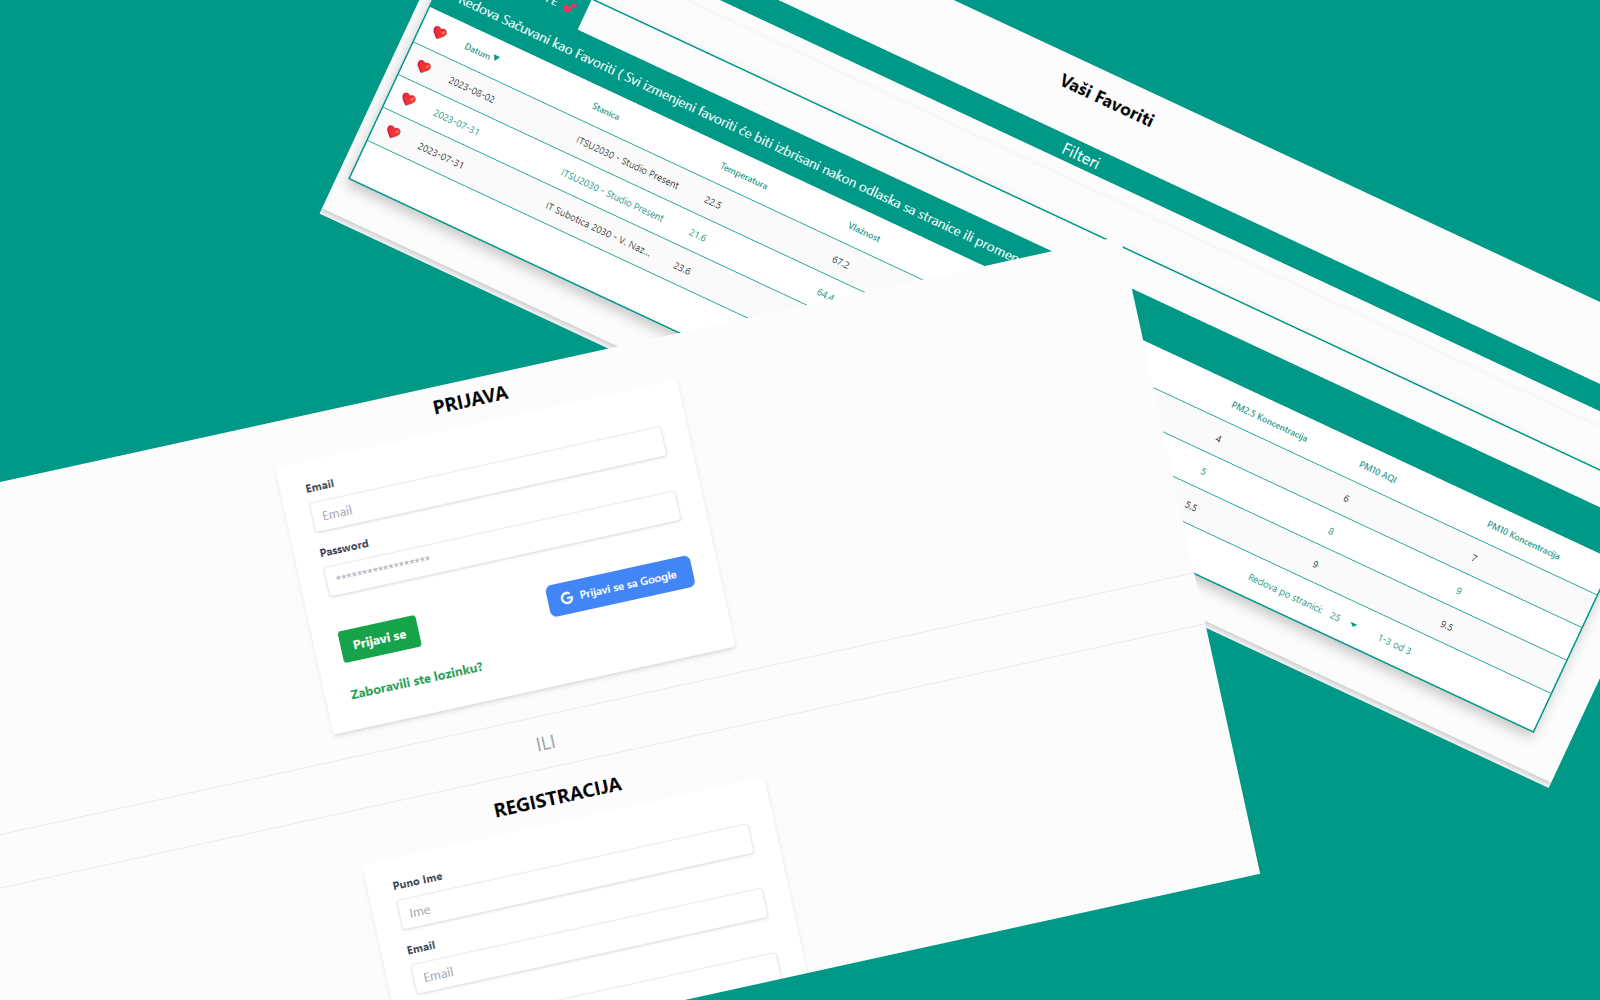 Vaši Favoriti
Filteri
Redova Sačuvani kao Favoriti ( Svi izmenjeni favoriti će biti izbrisani nakon odlaska sa stranice ili
Datum ▼ Stanica Temperatura Vlažnost PM2.5 Koncentracija PM10 AQI PM10 Koncentracija
2023-08-02 ITSU2030 - Studio Present 22.5 67.2 4 6 7
2023-07-31 ITSU2030 - Studio Present 21.6 64.4 5 8 9
2023-07-31 IT Subotica 2030 - V. Naz... 23.6 5.5 9 9.5
Redova po stranici: 25 1-3 od 3
PRIJAVA
Email
Email
Password
*****************
Prijavi se sa Google
Prijavi se
Zaboravili ste lozinku?
ILI
REGISTRACIJA
Puno Ime
Ime
Email
Email